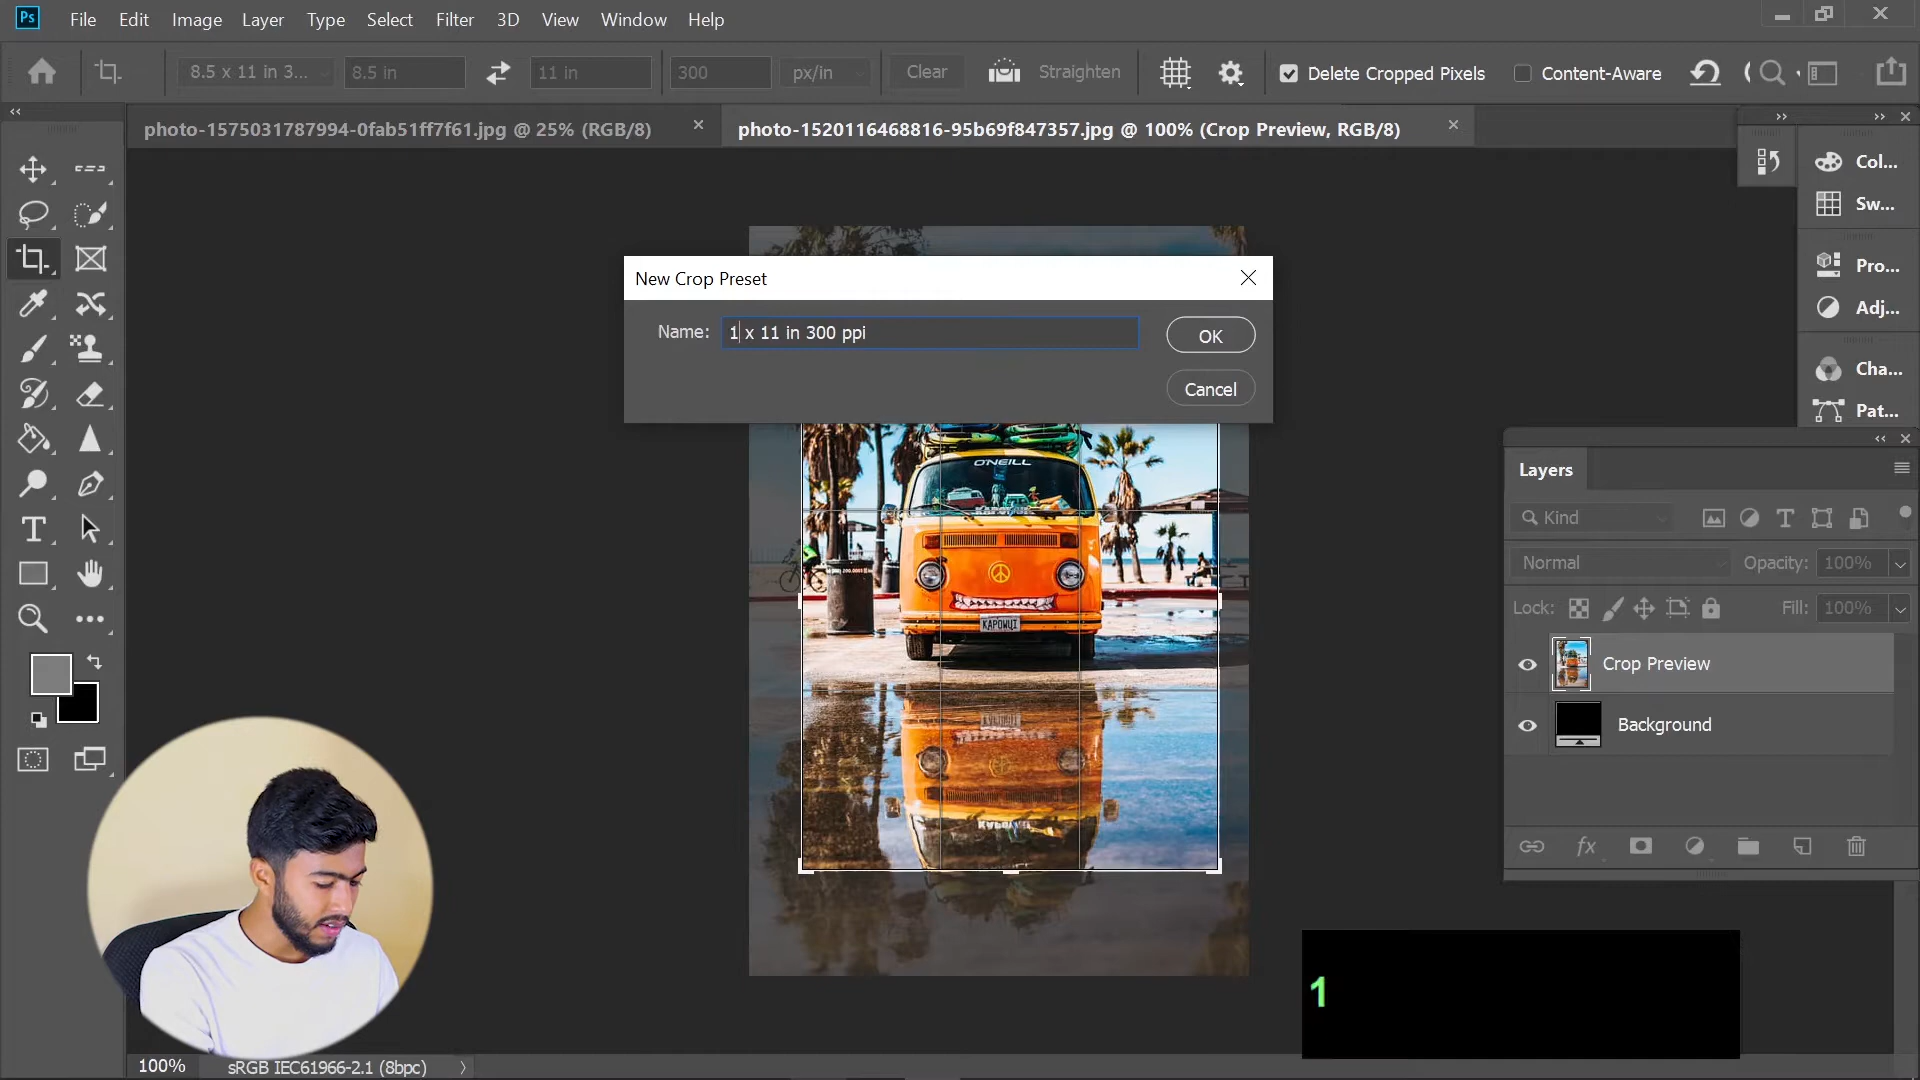 Ps File Edit Image Layer Type Select Filter 3D View Window Help
8.5 x 11 in 3... 8.5 in 11 in 300 px/in Clear Straighten Delete Cropped Pixels Content-Aware
photo-1575031787994-0fab51ff7f61.jpg @ 25% (RGB/8) photo-1520116468816-95b69f847357.jpg @ 100% (Crop Preview, RGB/8)
Col...
Sw...
Pro...
Adj...
Cha...
Pat...
New Crop Preset
Name: 1 x 11 in 300 ppi OK
Cancel
O'NEILL
KAPOWUI
Layers
Kind
Normal Opacity: 100%
Lock: Fill: 100%
Crop Preview
Background
fx
1
100% sRGB IEC61966-2.1 (8bpc)